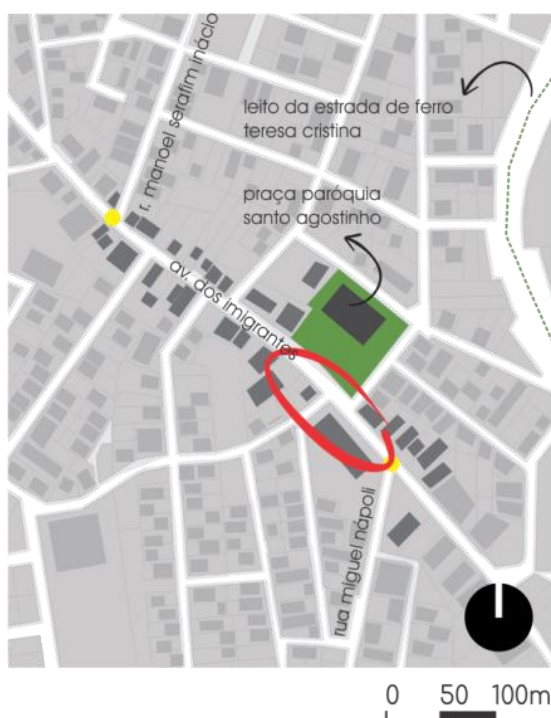 r. manoel serafim inácio
leito da estrada de ferro
teresa cristina
praça paróquia
santo agostinho
av. dos imigrantes
rua miguel nápoli
0 50 100m